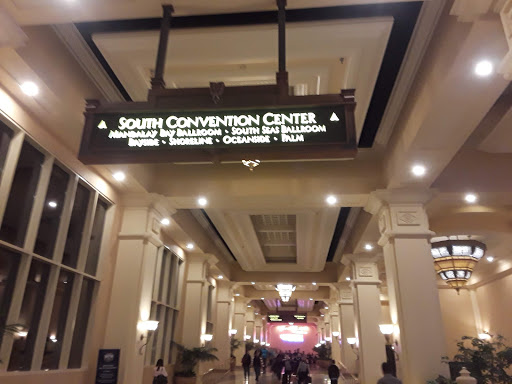 SOUTH CONVENTION CENTER
MANDALAY BAY BALLROOM - SOUTH SEAS BALLROOM
BAYSIDE - SHORELINE - OCEANSIDE - PALM